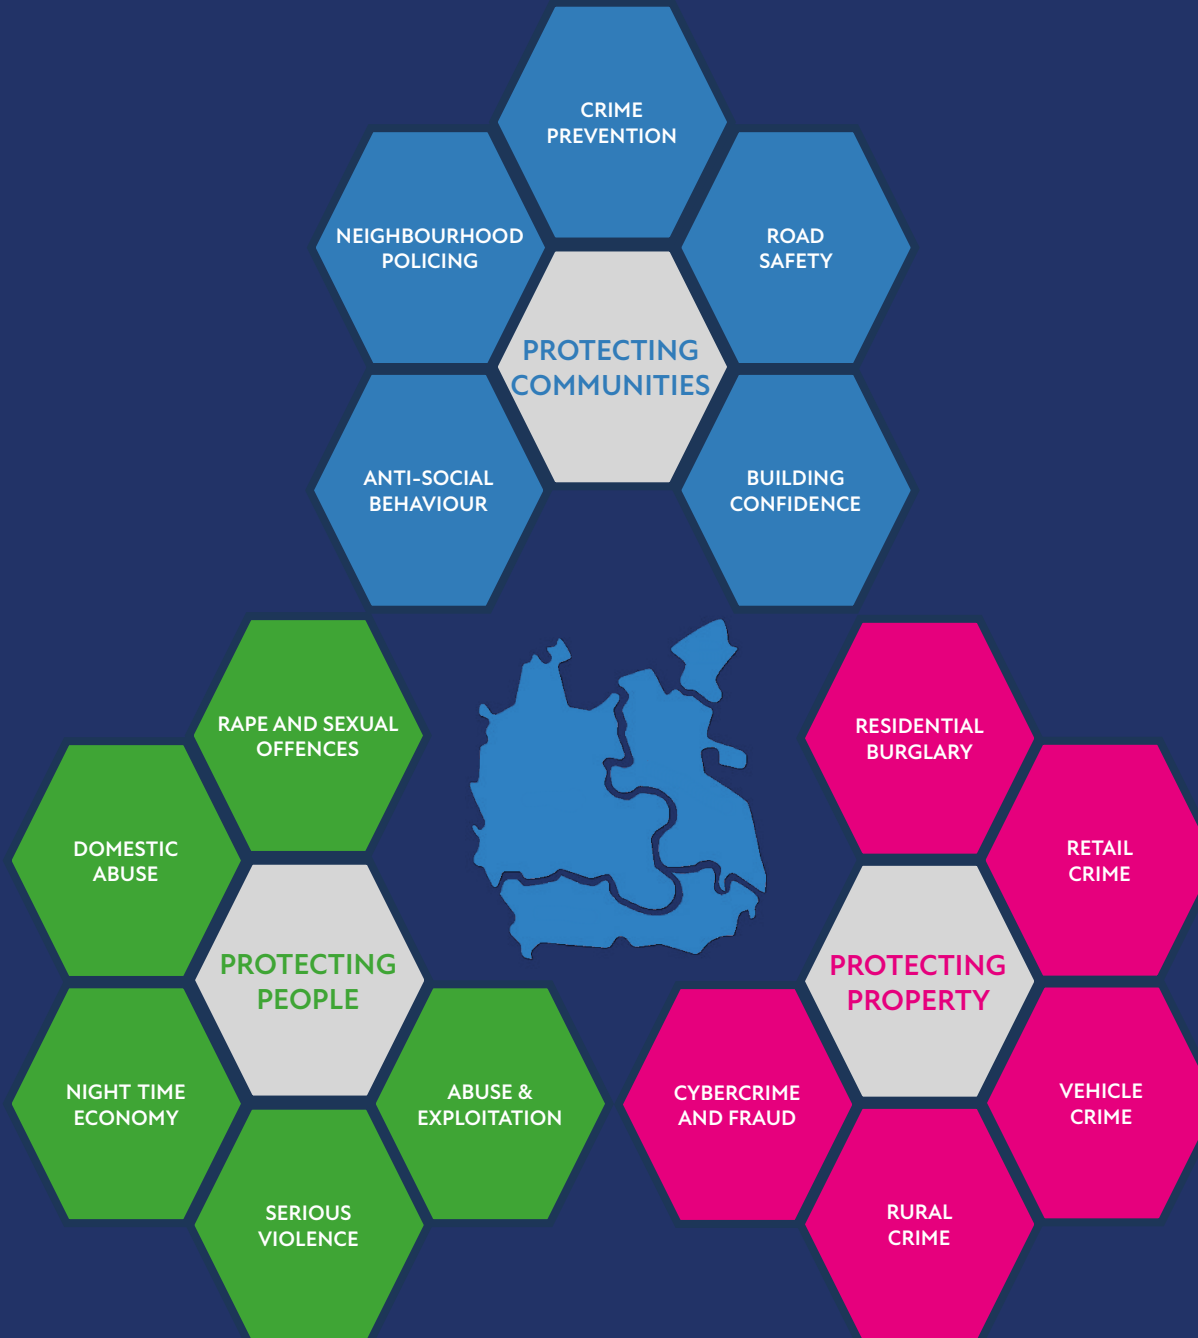 CRIME
PREVENTION
NEIGHBOURHOOD
POLICING
ROAD
SAFETY
PROTECTING
COMMUNITIES
ANTI-SOCIAL
BEHAVIOUR
BUILDING
CONFIDENCE
RAPE AND SEXUAL
OFFENCES
DOMESTIC
ABUSE
PROTECTING
PEOPLE
NIGHT TIME
ECONOMY
ABUSE &
EXPLOITATION
SERIOUS
VIOLENCE
RESIDENTIAL
BURGLARY
RETAIL
CRIME
PROTECTING
PROPERTY
CYBERCRIME
AND FRAUD
VEHICLE
CRIME
RURAL
CRIME